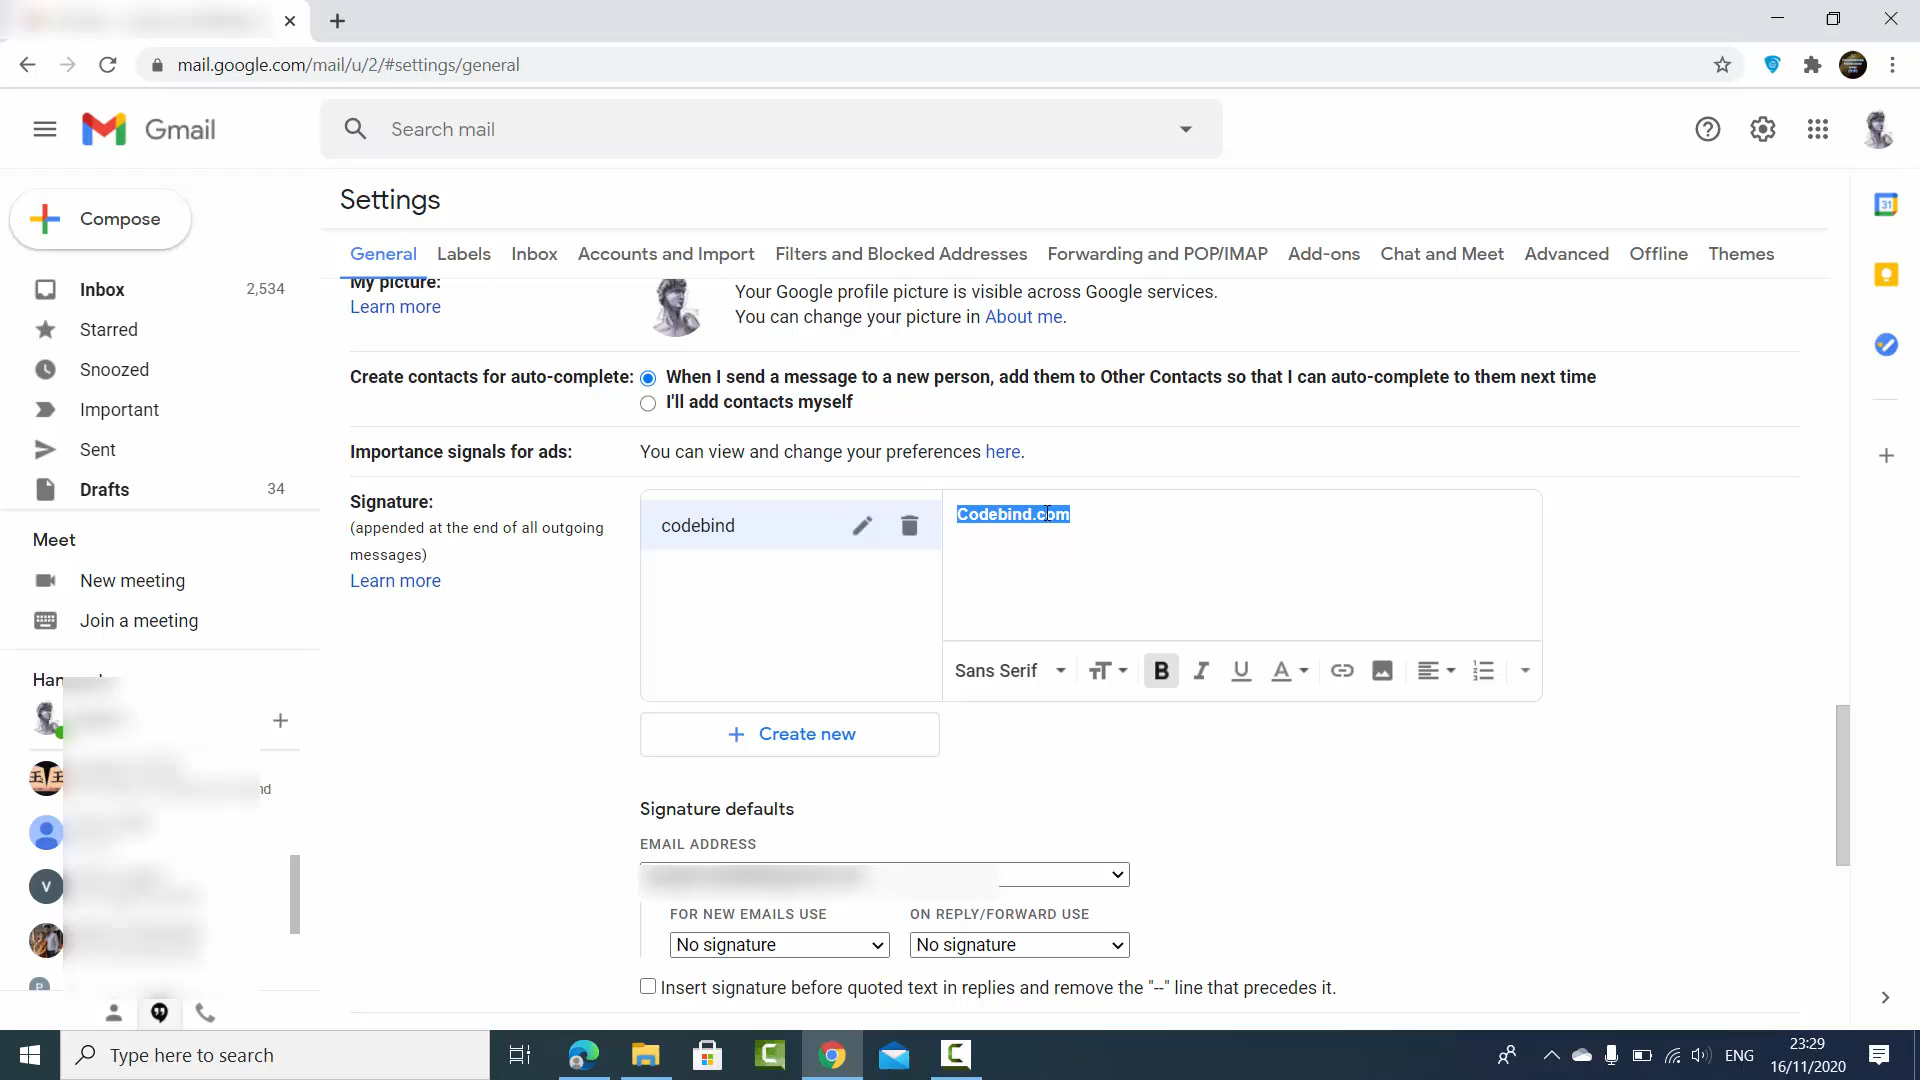 mail.google.com/mail/u/2/#settings/general
Gmail
Search mail
Compose
Inbox 2,534
Starred
Snoozed
Important
Sent
Drafts 34
Meet
New meeting
Join a meeting
Han
nd
V
P
Settings
General Labels Inbox Accounts and Import Filters and Blocked Addresses Forwarding and POP/IMAP Add-ons Chat and Meet Advanced Offline Themes
My picture:
Learn more
Your Google profile picture is visible across Google services.
You can change your picture in About me.
Create contacts for auto-complete:
When I send a message to a new person, add them to Other Contacts so that I can auto-complete to them next time
I'll add contacts myself
Importance signals for ads:
You can view and change your preferences here.
Signature:
(appended at the end of all outgoing
messages)
Learn more
codebind
Codebind.com
Sans Serif
Create new
Signature defaults
EMAIL ADDRESS
FOR NEW EMAILS USE ON REPLY/FORWARD USE
No signature No signature
Insert signature before quoted text in replies and remove the "--" line that precedes it.
31
Type here to search
ENG
23:29
16/11/2020